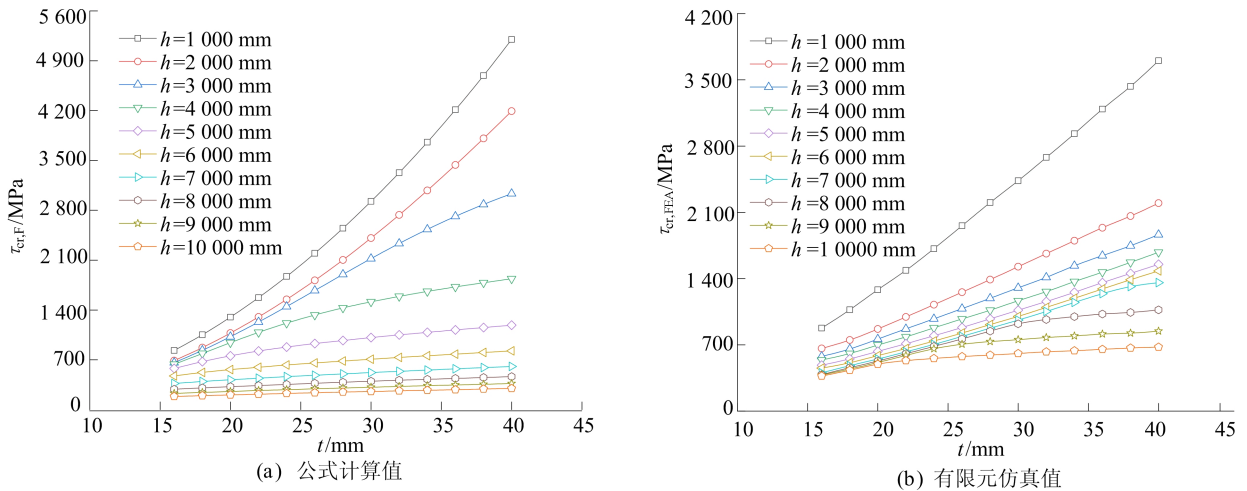 5 600
4 900
4 200
3 500
2 800
2 100
1 400
700
0
τcr,F/MPa
h=1 000 mm
h=2 000 mm
h=3 000 mm
h=4 000 mm
h=5 000 mm
h=6 000 mm
h=7 000 mm
h=8 000 mm
h=9 000 mm
h=10 000 mm
10 15 20 25 30 35 40 45
t/mm
(a) 公式计算值
4 200
3 500
2 800
2 100
1 400
700
0
τcr,FEA/MPa
h=1 000 mm
h=2 000 mm
h=3 000 mm
h=4 000 mm
h=5 000 mm
h=6 000 mm
h=7 000 mm
h=8 000 mm
h=9 000 mm
h=1 0000 mm
10 15 20 22 30 35 40 45
t/mm
(b) 有限元仿真值